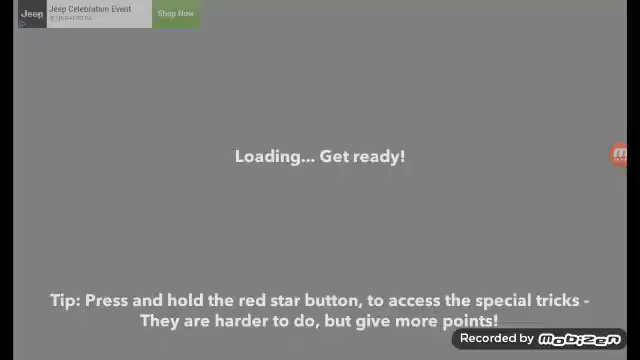 Jeep
Jeep Celebration Event
Shop Now
Loading... Get ready!
Tip: Press and hold the red star button, to access the special tricks -
They are harder to do, but give more points!
Recorded by MOBIZEN